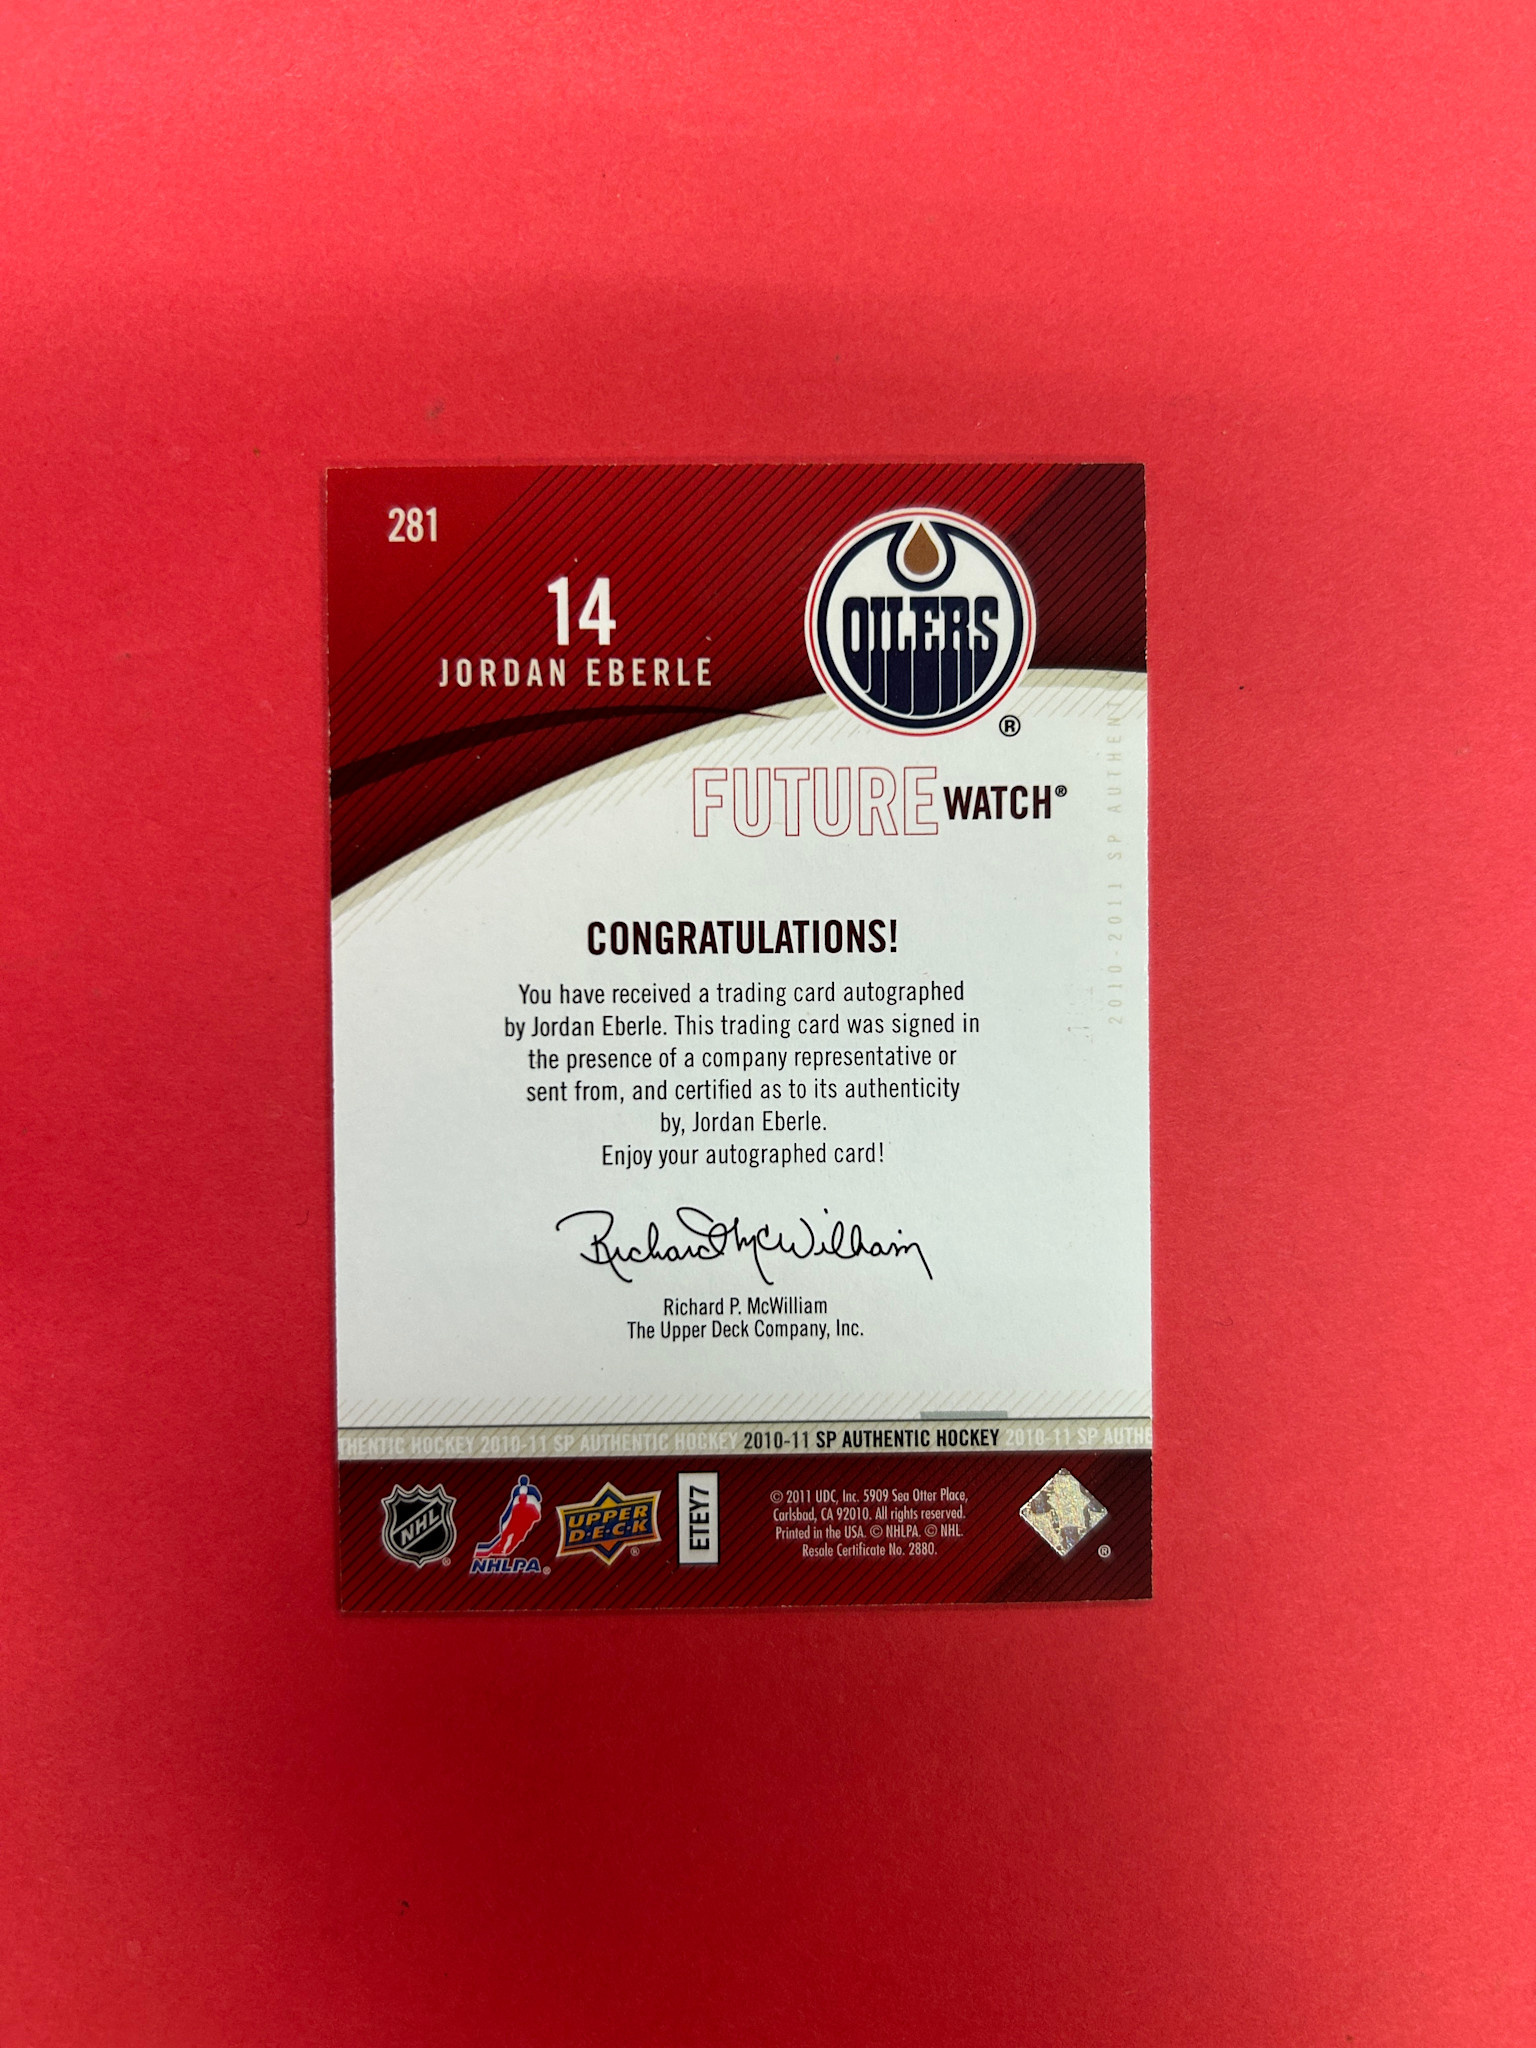 281
14
JORDAN EBERLE
OILERS
®
FUTURE WATCH®
2010-2011 SP AUTHENTIC
CONGRATULATIONS!
You have received a trading card autographed
by Jordan Eberle. This trading card was signed in
the presence of a company representative or
sent from, and certified as to its authenticity
by, Jordan Eberle.
Enjoy your autographed card!
Richard McWilliam
Richard P. McWilliam
The Upper Deck Company, Inc.
THENTIC HOCKEY 2010-11 SP AUTHENTIC HOCKEY 2010-11 SP AUTHENTIC HOCKEY 2010-11 SP AUTHE
NHL ®
NHLPA ®
UPPER
D·E·C·K ®
ETEY7
© 2011 UDC, Inc. 5909 Sea Otter Place,
Carlsbad, CA 92010. All rights reserved.
Printed in the USA. © NHLPA. © NHL.
Resale Certificate No. 2880.
®